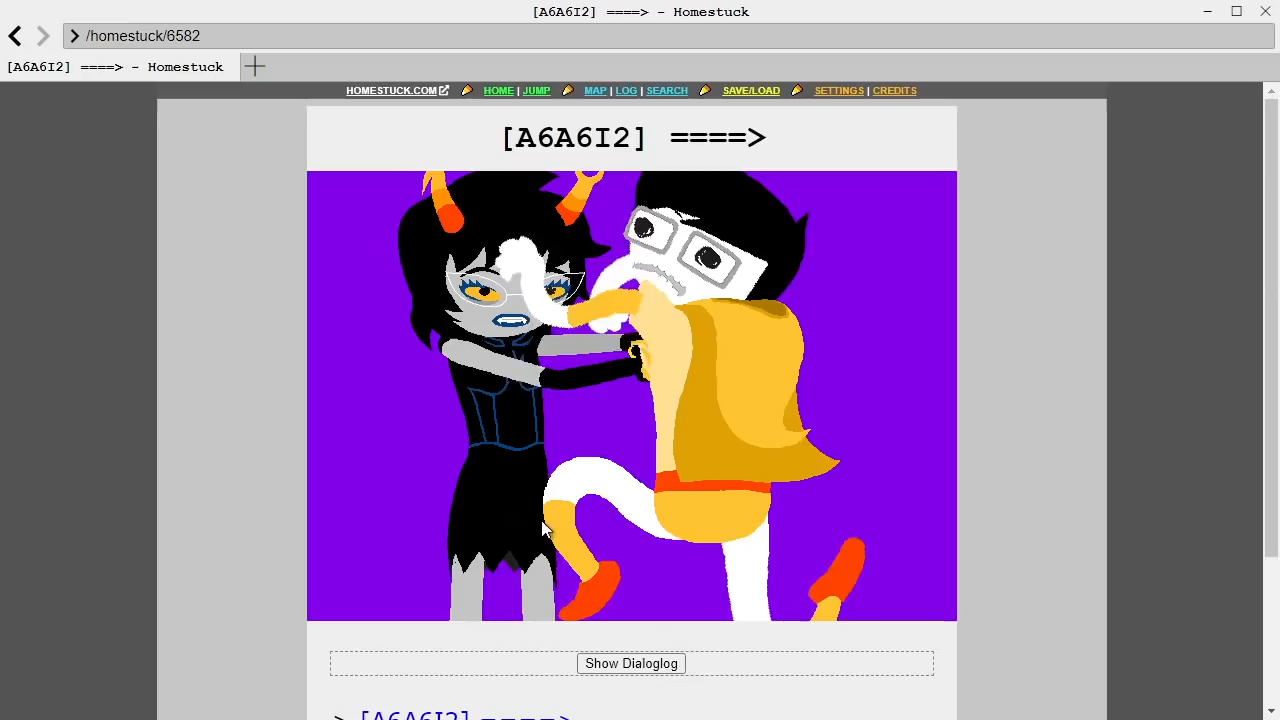 [A6A6I2] ====> - Homestuck
/homestuck/6582
[A6A6I2] ====> - Homestuck
HOMESTUCK.COM HOME | JUMP MAP | LOG | SEARCH SAVE/LOAD SETTINGS | CREDITS
[A6A6I2] ====>
Show Dialoglog
> [A6A6I2] ====>